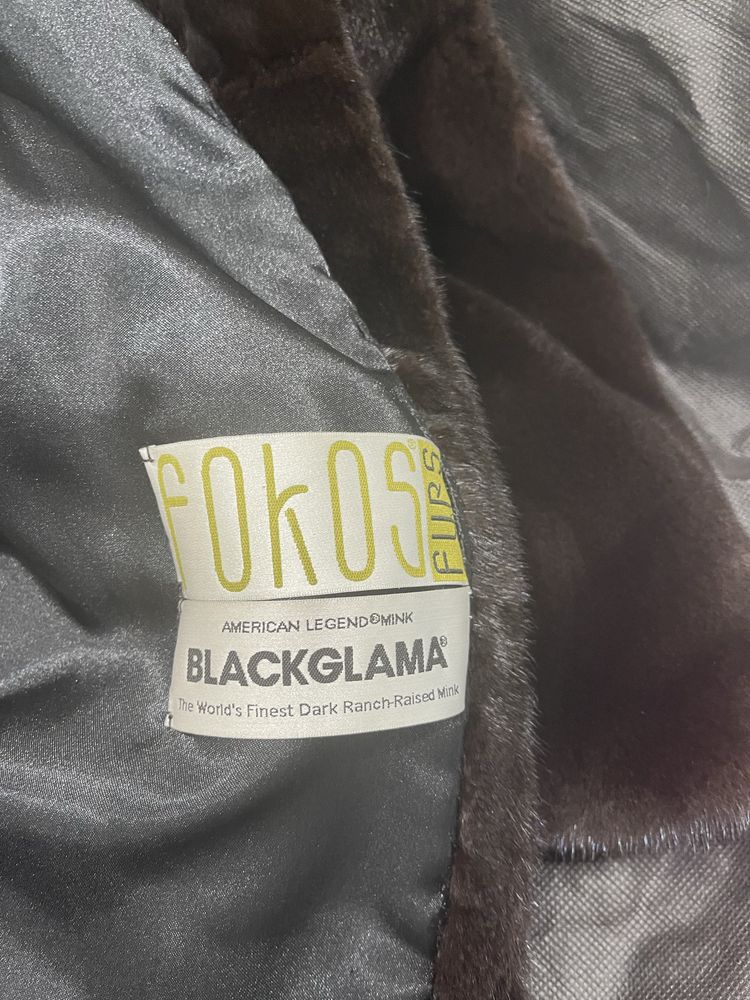 fOkOS®
fURS
AMERICAN LEGEND®MINK
BLACKGLAMA®
The World's Finest Dark Ranch-Raised Mink